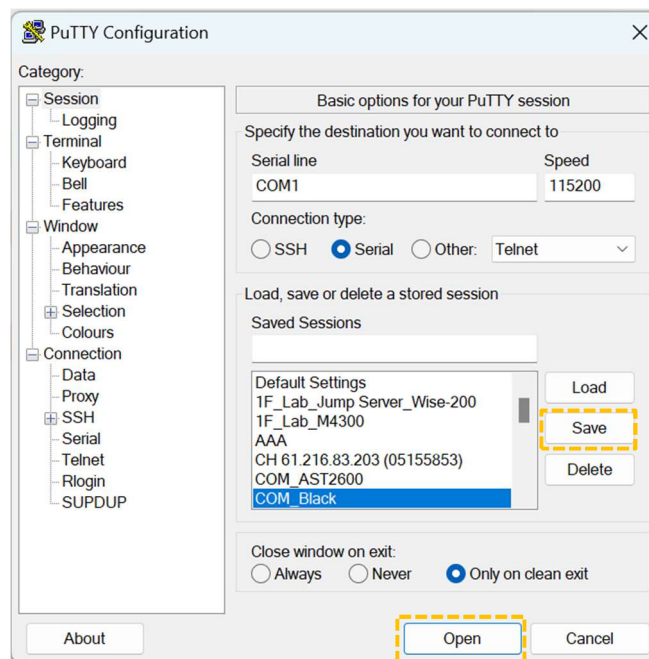 PuTTY Configuration
Category:
Session
Logging
Terminal
Keyboard
Bell
Features
Window
Appearance
Behaviour
Translation
Selection
Colours
Connection
Data
Proxy
SSH
Serial
Telnet
Rlogin
SUPDUP
Basic options for your PuTTY session
Specify the destination you want to connect to
Serial line Speed
COM1 115200
Connection type:
SSH Serial Other: Telnet
Load, save or delete a stored session
Saved Sessions
Default Settings
1F_Lab_Jump Server_Wise-200
1F_Lab_M4300
AAA
CH 61.216.83.203 (05155853)
COM_AST2600
COM_Black
Load
Save
Delete
Close window on exit:
Always Never Only on clean exit
About Open Cancel